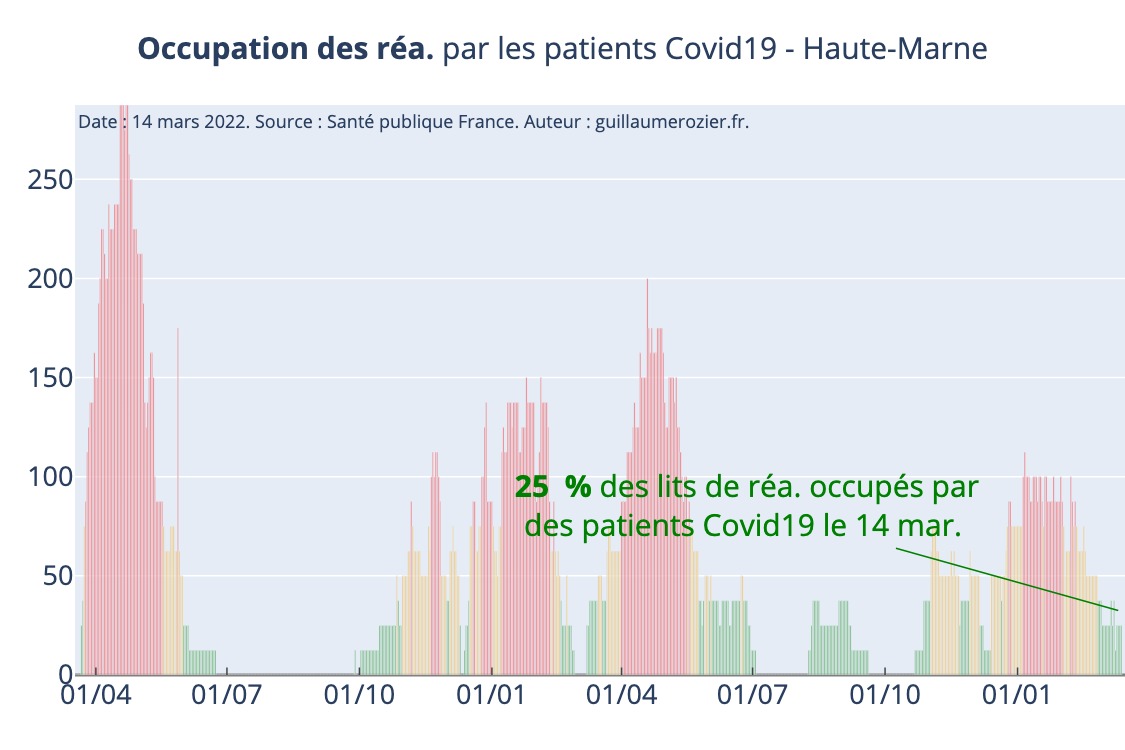 Occupation des réa. par les patients Covid19 - Haute-Marne
Date : 14 mars 2022. Source : Santé publique France. Auteur : guillaumerozier.fr.
250
200
150
100
50
0
25 % des lits de réa. occupés par
des patients Covid19 le 14 mar.
01/04 01/07 01/10 01/01 01/04 01/07 01/10 01/01